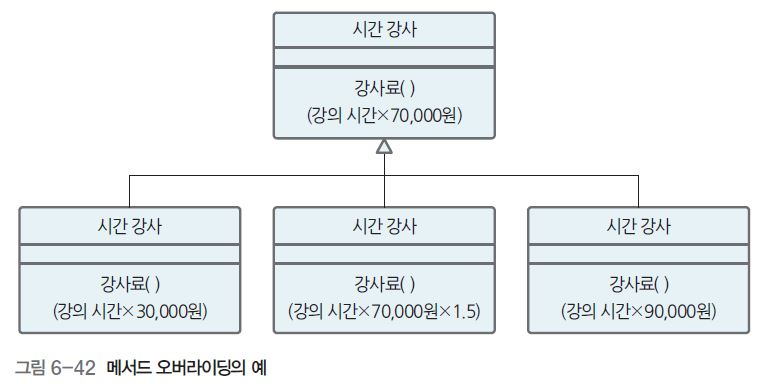 시간 강사
강사료( )
(강의 시간×70,000원)
시간 강사
강사료( )
(강의 시간×30,000원)
시간 강사
강사료( )
(강의 시간×70,000원×1.5)
시간 강사
강사료( )
(강의 시간×90,000원)
그림 6-42 메서드 오버라이딩의 예